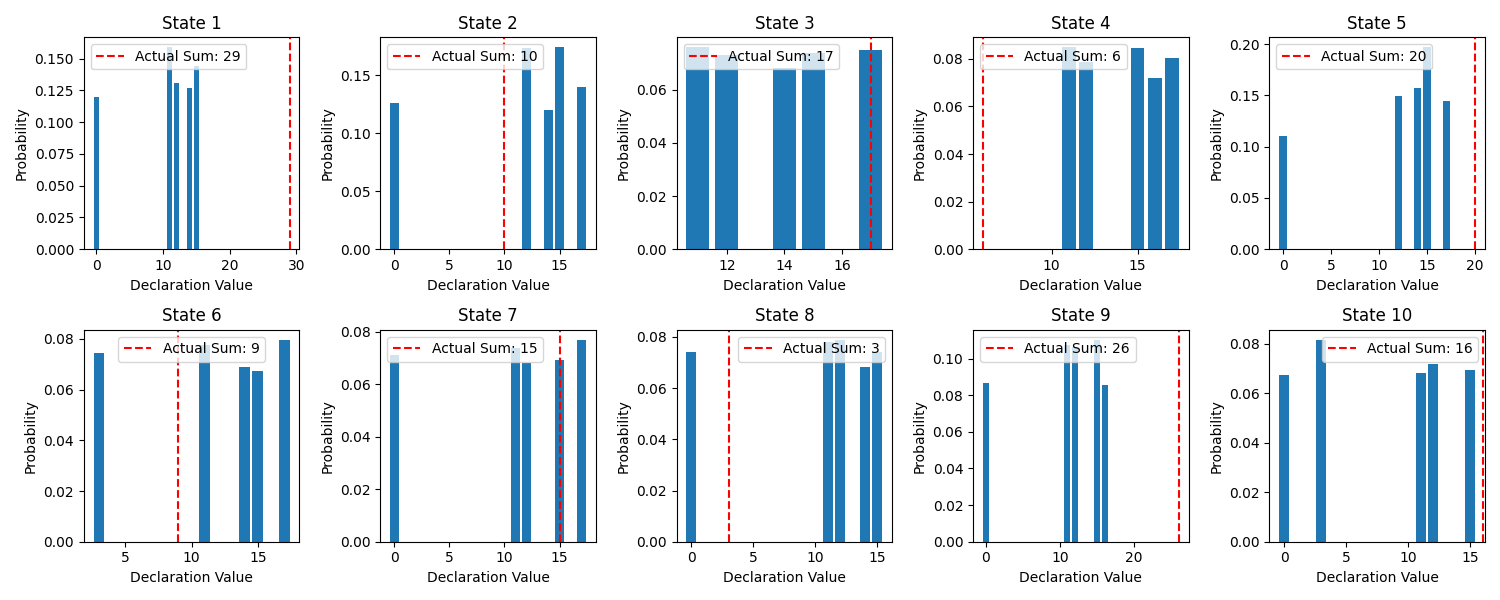 State 1
Actual Sum: 29
Probability
0.150
0.125
0.100
0.075
0.050
0.025
0.000
0 10 20 30
Declaration Value
State 2
Actual Sum: 10
Probability
0.15
0.10
0.05
0.00
0 5 10 15
Declaration Value
State 3
Actual Sum: 17
Probability
0.06
0.04
0.02
0.00
12 14 16
Declaration Value
State 4
Actual Sum: 6
Probability
0.08
0.06
0.04
0.02
0.00
10 15
Declaration Value
State 5
Actual Sum: 20
Probability
0.20
0.15
0.10
0.05
0.00
0 5 10 15 20
Declaration Value
State 6
Actual Sum: 9
Probability
0.08
0.06
0.04
0.02
0.00
5 10 15
Declaration Value
State 7
Actual Sum: 15
Probability
0.08
0.06
0.04
0.02
0.00
0 5 10 15
Declaration Value
State 8
Actual Sum: 3
Probability
0.08
0.06
0.04
0.02
0.00
0 5 10 15
Declaration Value
State 9
Actual Sum: 26
Probability
0.10
0.08
0.06
0.04
0.02
0.00
0 10 20
Declaration Value
State 10
Actual Sum: 16
Probability
0.08
0.06
0.04
0.02
0.00
0 5 10 15
Declaration Value